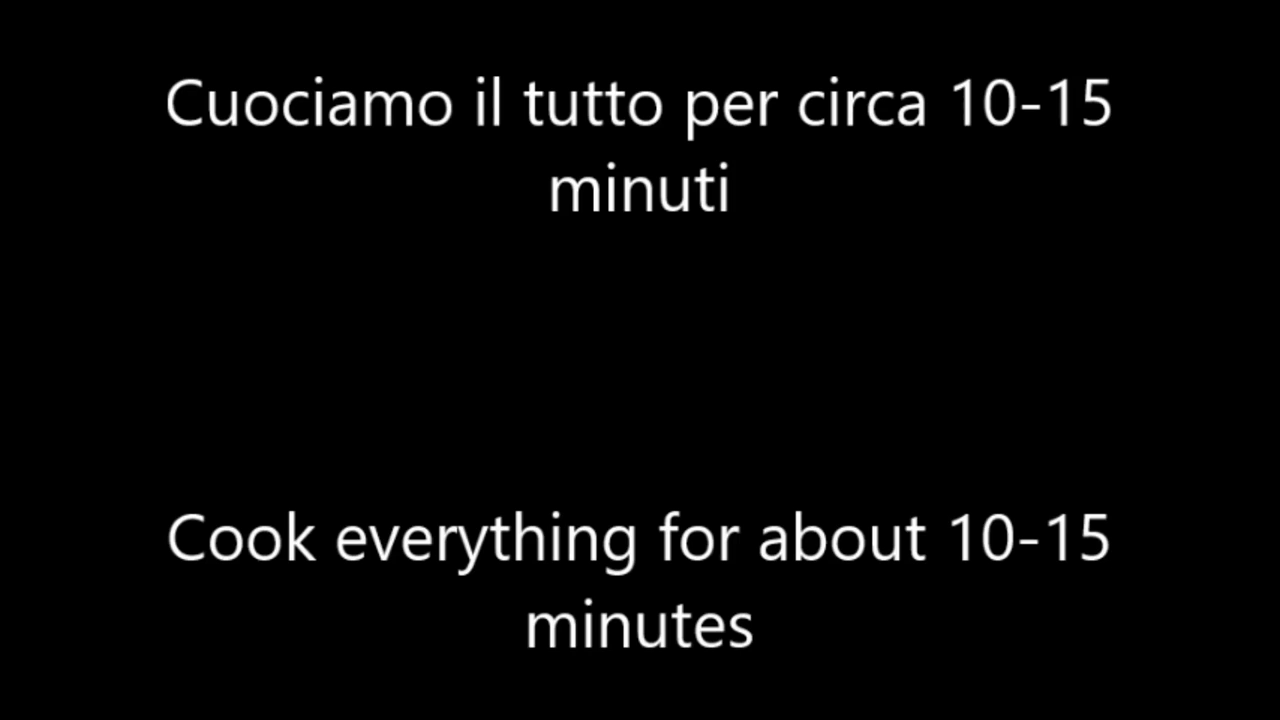 Cuociamo il tutto per circa 10-15
minuti
Cook everything for about 10-15
minutes